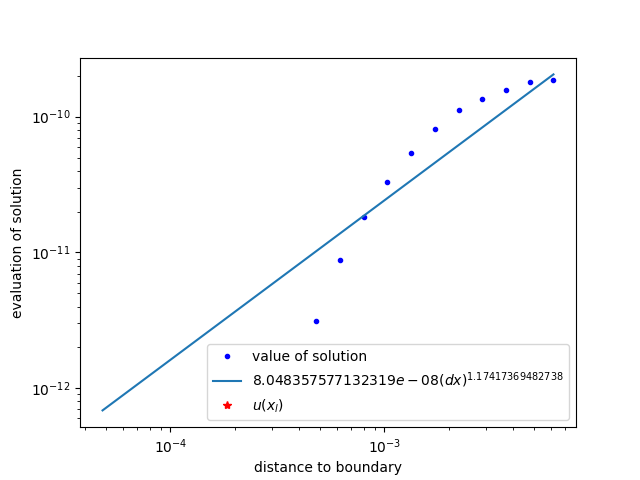 evaluation of solution
10⁻¹⁰
10⁻¹¹
10⁻¹²
value of solution
8.048357577132319e − 08(dx)^1.17417369482738
u(x_l)
10⁻⁴
10⁻³
distance to boundary